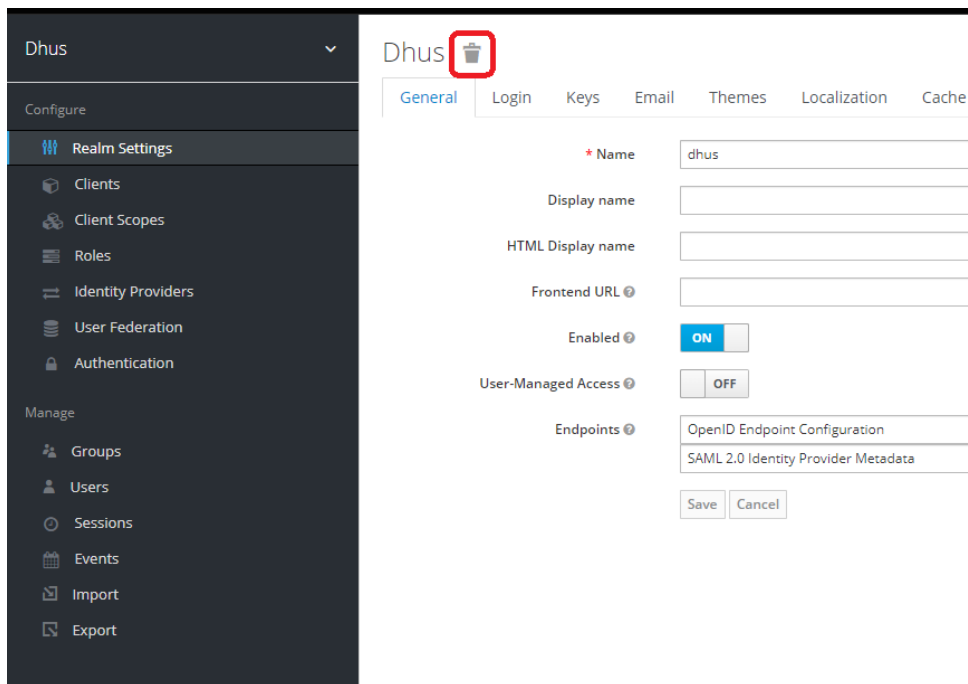 Dhus
Configure
Realm Settings
Clients
Client Scopes
Roles
Identity Providers
User Federation
Authentication
Manage
Groups
Users
Sessions
Events
Import
Export
Dhus
General Login Keys Email Themes Localization Cache
* Name dhus
Display name
HTML Display name
Frontend URL
Enabled ON
User-Managed Access OFF
Endpoints OpenID Endpoint Configuration
SAML 2.0 Identity Provider Metadata
Save Cancel